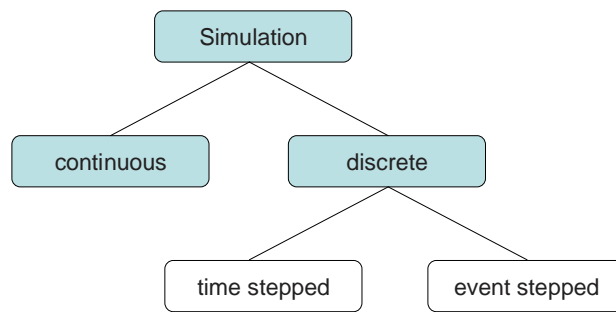 Simulation
continuous
discrete
time stepped
event stepped